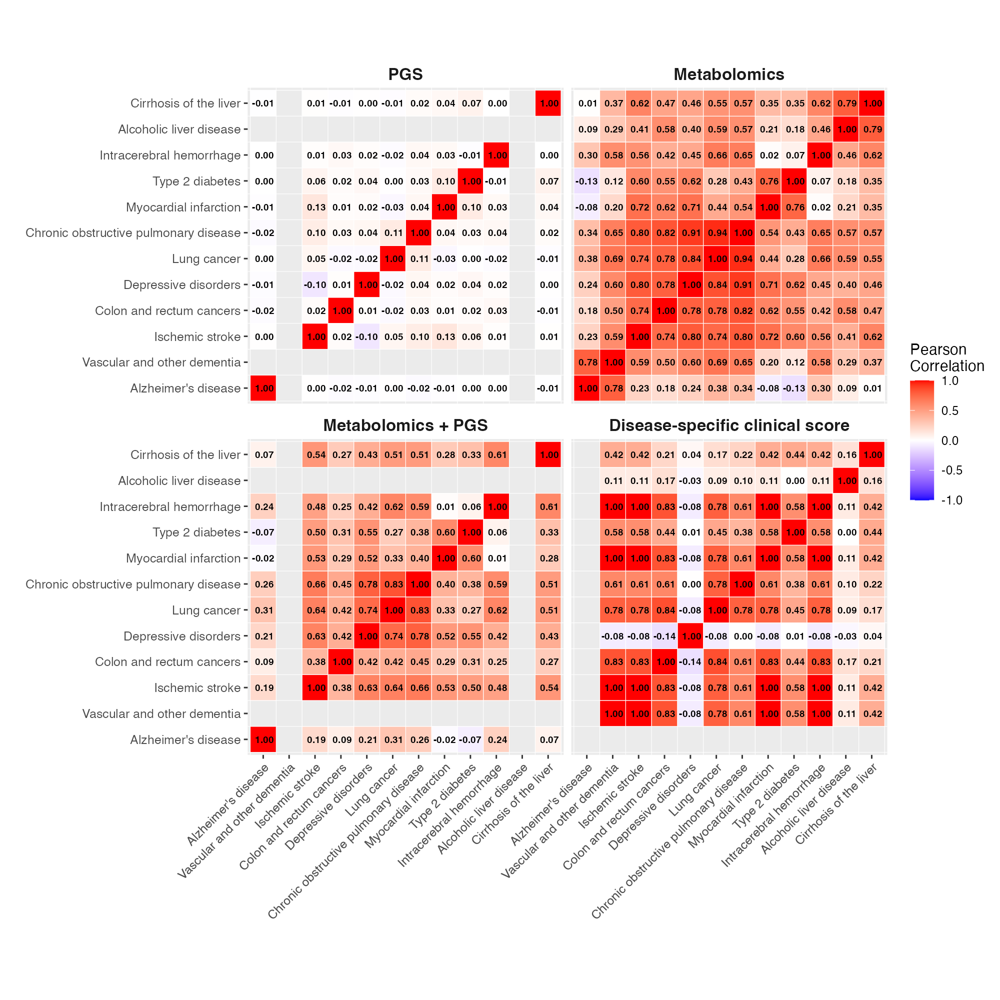 PGS
Metabolomics
Cirrhosis of the liver -0.01 0.01 -0.01 0.00 -0.01 0.02 0.04 0.07 0.00 1.00 0.01 0.37 0.62 0.47 0.46 0.55 0.57 0.35 0.35 0.62 0.79 1.00
Alcoholic liver disease 0.09 0.29 0.41 0.58 0.40 0.59 0.57 0.21 0.18 0.46 1.00 0.79
Intracerebral hemorrhage 0.00 0.01 0.03 0.02 -0.02 0.04 0.03 -0.01 1.00 0.00 0.30 0.58 0.56 0.42 0.45 0.66 0.65 0.02 0.07 1.00 0.46 0.62
Type 2 diabetes 0.00 0.06 0.02 0.04 0.00 0.03 0.10 1.00 -0.01 0.07 -0.13 0.12 0.60 0.55 0.62 0.28 0.43 0.76 1.00 0.07 0.18 0.35
Myocardial infarction -0.01 0.13 0.01 0.02 -0.03 0.04 1.00 0.10 0.03 0.04 -0.08 0.20 0.72 0.62 0.71 0.44 0.54 1.00 0.76 0.02 0.21 0.35
Chronic obstructive pulmonary disease -0.02 0.10 0.03 0.04 0.11 1.00 0.04 0.03 0.04 0.02 0.34 0.65 0.80 0.82 0.91 0.94 1.00 0.54 0.43 0.65 0.57 0.57
Lung cancer 0.00 0.05 -0.02 -0.02 1.00 0.11 -0.03 0.00 -0.02 -0.01 0.38 0.69 0.74 0.78 0.84 1.00 0.94 0.44 0.28 0.66 0.59 0.55
Depressive disorders -0.01 -0.10 0.01 1.00 -0.02 0.04 0.02 0.04 0.02 0.00 0.24 0.60 0.80 0.78 1.00 0.84 0.91 0.71 0.62 0.45 0.40 0.46
Colon and rectum cancers -0.02 0.02 1.00 0.01 -0.02 0.03 0.01 0.02 0.03 -0.01 0.18 0.50 0.74 1.00 0.78 0.78 0.82 0.62 0.55 0.42 0.58 0.47
Ischemic stroke 0.00 1.00 0.02 -0.10 0.05 0.10 0.13 0.06 0.01 0.01 0.23 0.59 1.00 0.74 0.80 0.74 0.80 0.72 0.60 0.56 0.41 0.62
Vascular and other dementia 0.78 1.00 0.59 0.50 0.60 0.69 0.65 0.20 0.12 0.58 0.29 0.37
Alzheimer's disease 1.00 0.00 -0.02 -0.01 0.00 -0.02 -0.01 0.00 0.00 -0.01 1.00 0.78 0.23 0.18 0.24 0.38 0.34 -0.08 -0.13 0.30 0.09 0.01
Metabolomics + PGS
Disease-specific clinical score
Cirrhosis of the liver 0.07 0.54 0.27 0.43 0.51 0.51 0.28 0.33 0.61 1.00 0.42 0.42 0.21 0.04 0.17 0.22 0.42 0.44 0.42 0.16 1.00
Alcoholic liver disease 0.11 0.11 0.17 -0.03 0.09 0.10 0.11 0.00 0.11 1.00 0.16
Intracerebral hemorrhage 0.24 0.48 0.25 0.42 0.62 0.59 0.01 0.06 1.00 0.61 1.00 1.00 0.83 -0.08 0.78 0.61 1.00 0.58 1.00 0.11 0.42
Type 2 diabetes -0.07 0.50 0.31 0.55 0.27 0.38 0.60 1.00 0.06 0.33 0.58 0.58 0.44 0.01 0.45 0.38 0.58 1.00 0.58 0.00 0.44
Myocardial infarction -0.02 0.53 0.29 0.52 0.33 0.40 1.00 0.60 0.01 0.28 1.00 1.00 0.83 -0.08 0.78 0.61 1.00 0.58 1.00 0.11 0.42
Chronic obstructive pulmonary disease 0.26 0.66 0.45 0.78 0.83 1.00 0.40 0.38 0.59 0.51 0.61 0.61 0.61 0.00 0.78 1.00 0.61 0.38 0.61 0.10 0.22
Lung cancer 0.31 0.64 0.42 0.74 1.00 0.83 0.33 0.27 0.62 0.51 0.78 0.78 0.84 -0.08 1.00 0.78 0.78 0.45 0.78 0.09 0.17
Depressive disorders 0.21 0.63 0.42 1.00 0.74 0.78 0.52 0.55 0.42 0.43 -0.08 -0.08 -0.14 1.00 -0.08 0.00 -0.08 0.01 -0.08 -0.03 0.04
Colon and rectum cancers 0.09 0.38 1.00 0.42 0.42 0.45 0.29 0.31 0.25 0.27 0.83 0.83 1.00 -0.14 0.84 0.61 0.83 0.44 0.83 0.17 0.21
Ischemic stroke 0.19 1.00 0.38 0.63 0.64 0.66 0.53 0.50 0.48 0.54 1.00 1.00 0.83 -0.08 0.78 0.61 1.00 0.58 1.00 0.11 0.42
Vascular and other dementia 1.00 1.00 0.83 -0.08 0.78 0.61 1.00 0.58 1.00 0.11 0.42
Alzheimer's disease 1.00 0.19 0.09 0.21 0.31 0.26 -0.02 -0.07 0.24 0.07
Alzheimer's disease
Vascular and other dementia
Ischemic stroke
Colon and rectum cancers
Depressive disorders
Lung cancer
Chronic obstructive pulmonary disease
Myocardial infarction
Type 2 diabetes
Intracerebral hemorrhage
Alcoholic liver disease
Cirrhosis of the liver
Alzheimer's disease
Vascular and other dementia
Ischemic stroke
Colon and rectum cancers
Depressive disorders
Lung cancer
Chronic obstructive pulmonary disease
Myocardial infarction
Type 2 diabetes
Intracerebral hemorrhage
Alcoholic liver disease
Cirrhosis of the liver
Pearson
Correlation
1.0
0.5
0.0
-0.5
-1.0